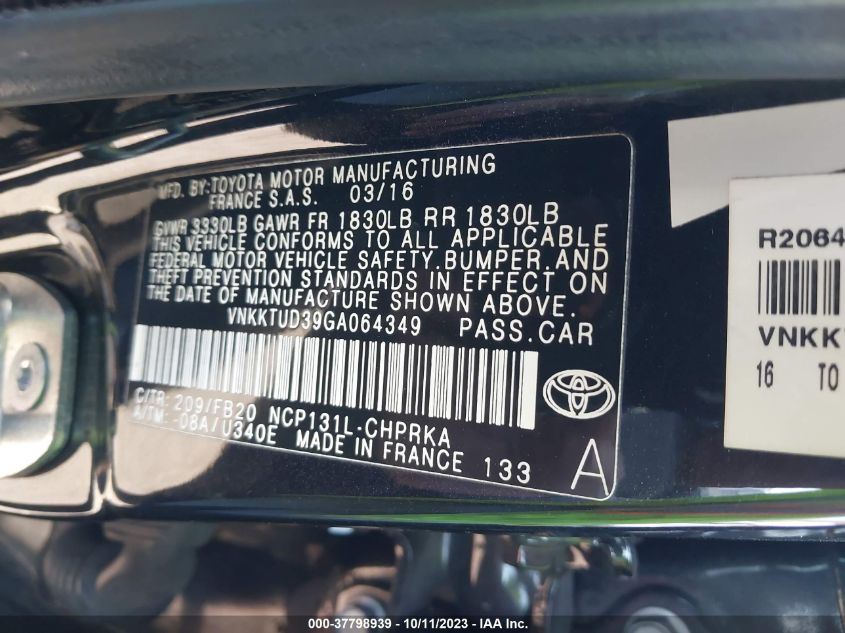 MFD. BY:TOYOTA MOTOR MANUFACTURING
FRANCE S.A.S. 03/16
GVWR 3330LB GAWR FR 1830LB RR 1830LB
THIS VEHICLE CONFORMS TO ALL APPLICABLE
FEDERAL MOTOR VEHICLE SAFETY,BUMPER,AND
THEFT PREVENTION STANDARDS IN EFFECT ON
THE DATE OF MANUFACTURE SHOWN ABOVE.
VNKKTUD39GA064349 PASS.CAR
C/TR: 209/FB20 NCP131L-CHPRKA
A/TM: -08A/U340E MADE IN FRANCE 133
A
R2064
VNKK
16 TO
000-37798939 - 10/11/2023 - IAA Inc.